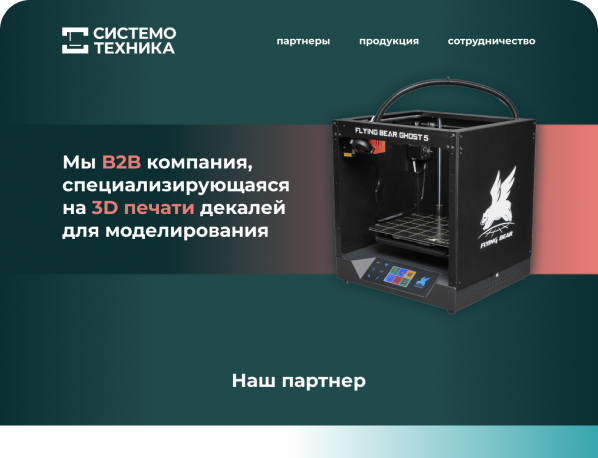 СИСТЕМО
ТЕХНИКА
партнеры продукция сотрудничество
FLYING BEAR GHOST 5
Мы B2B компания,
специализирующаяся
на 3D печати декалей
для моделирования
FLYING BEAR
Наш партнер